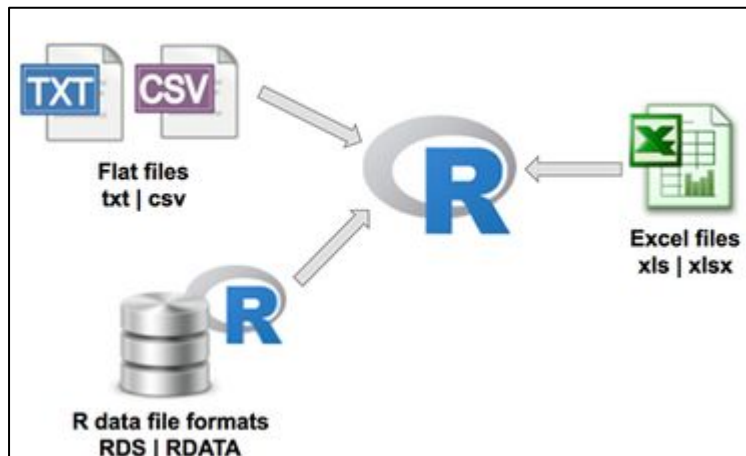 TXT
CSV
Flat files
txt | csv
R
X
Excel files
xls | xlsx
R
R data file formats
RDS | RDATA